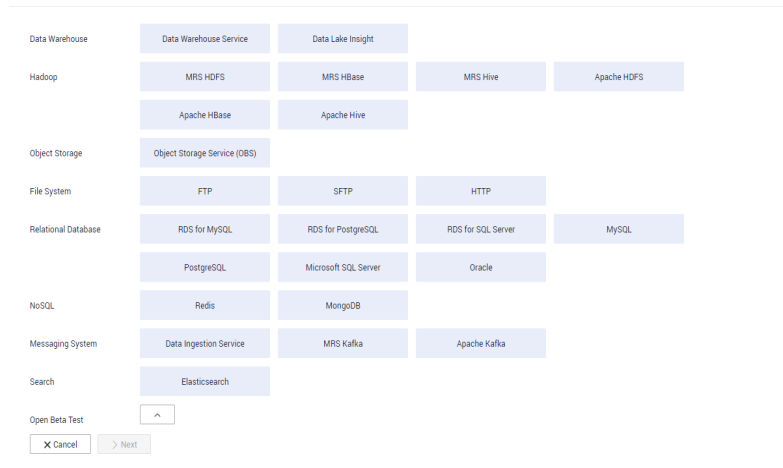 Data Warehouse Data Warehouse Service Data Lake Insight
Hadoop MRS HDFS MRS HBase MRS Hive Apache HDFS
Apache HBase Apache Hive
Object Storage Object Storage Service (OBS)
File System FTP SFTP HTTP
Relational Database RDS for MySQL RDS for PostgreSQL RDS for SQL Server MySQL
PostgreSQL Microsoft SQL Server Oracle
NoSQL Redis MongoDB
Messaging System Data Ingestion Service MRS Kafka Apache Kafka
Search Elasticsearch
Open Beta Test
Cancel Next